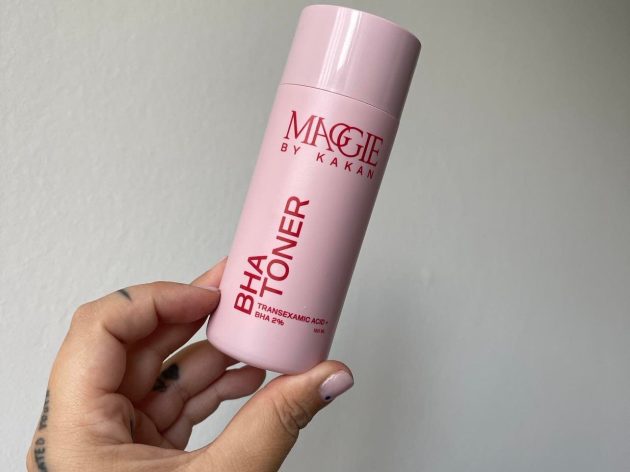 MAGGIE
BY KAKAN
BHA
TONER
TRANSEXAMIC ACID +
BHA 2%